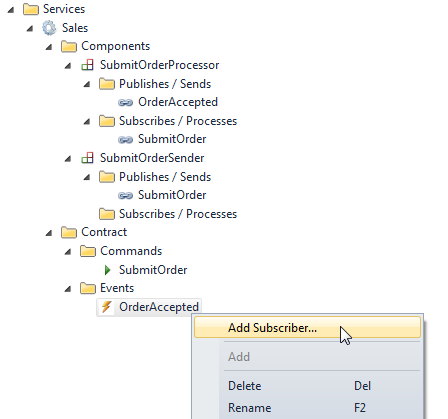 Services
Sales
Components
SubmitOrderProcessor
Publishes / Sends
OrderAccepted
Subscribes / Processes
SubmitOrder
SubmitOrderSender
Publishes / Sends
SubmitOrder
Subscribes / Processes
Contract
Commands
SubmitOrder
Events
OrderAccepted
Add Subscriber...
Add
Delete Del
Rename F2